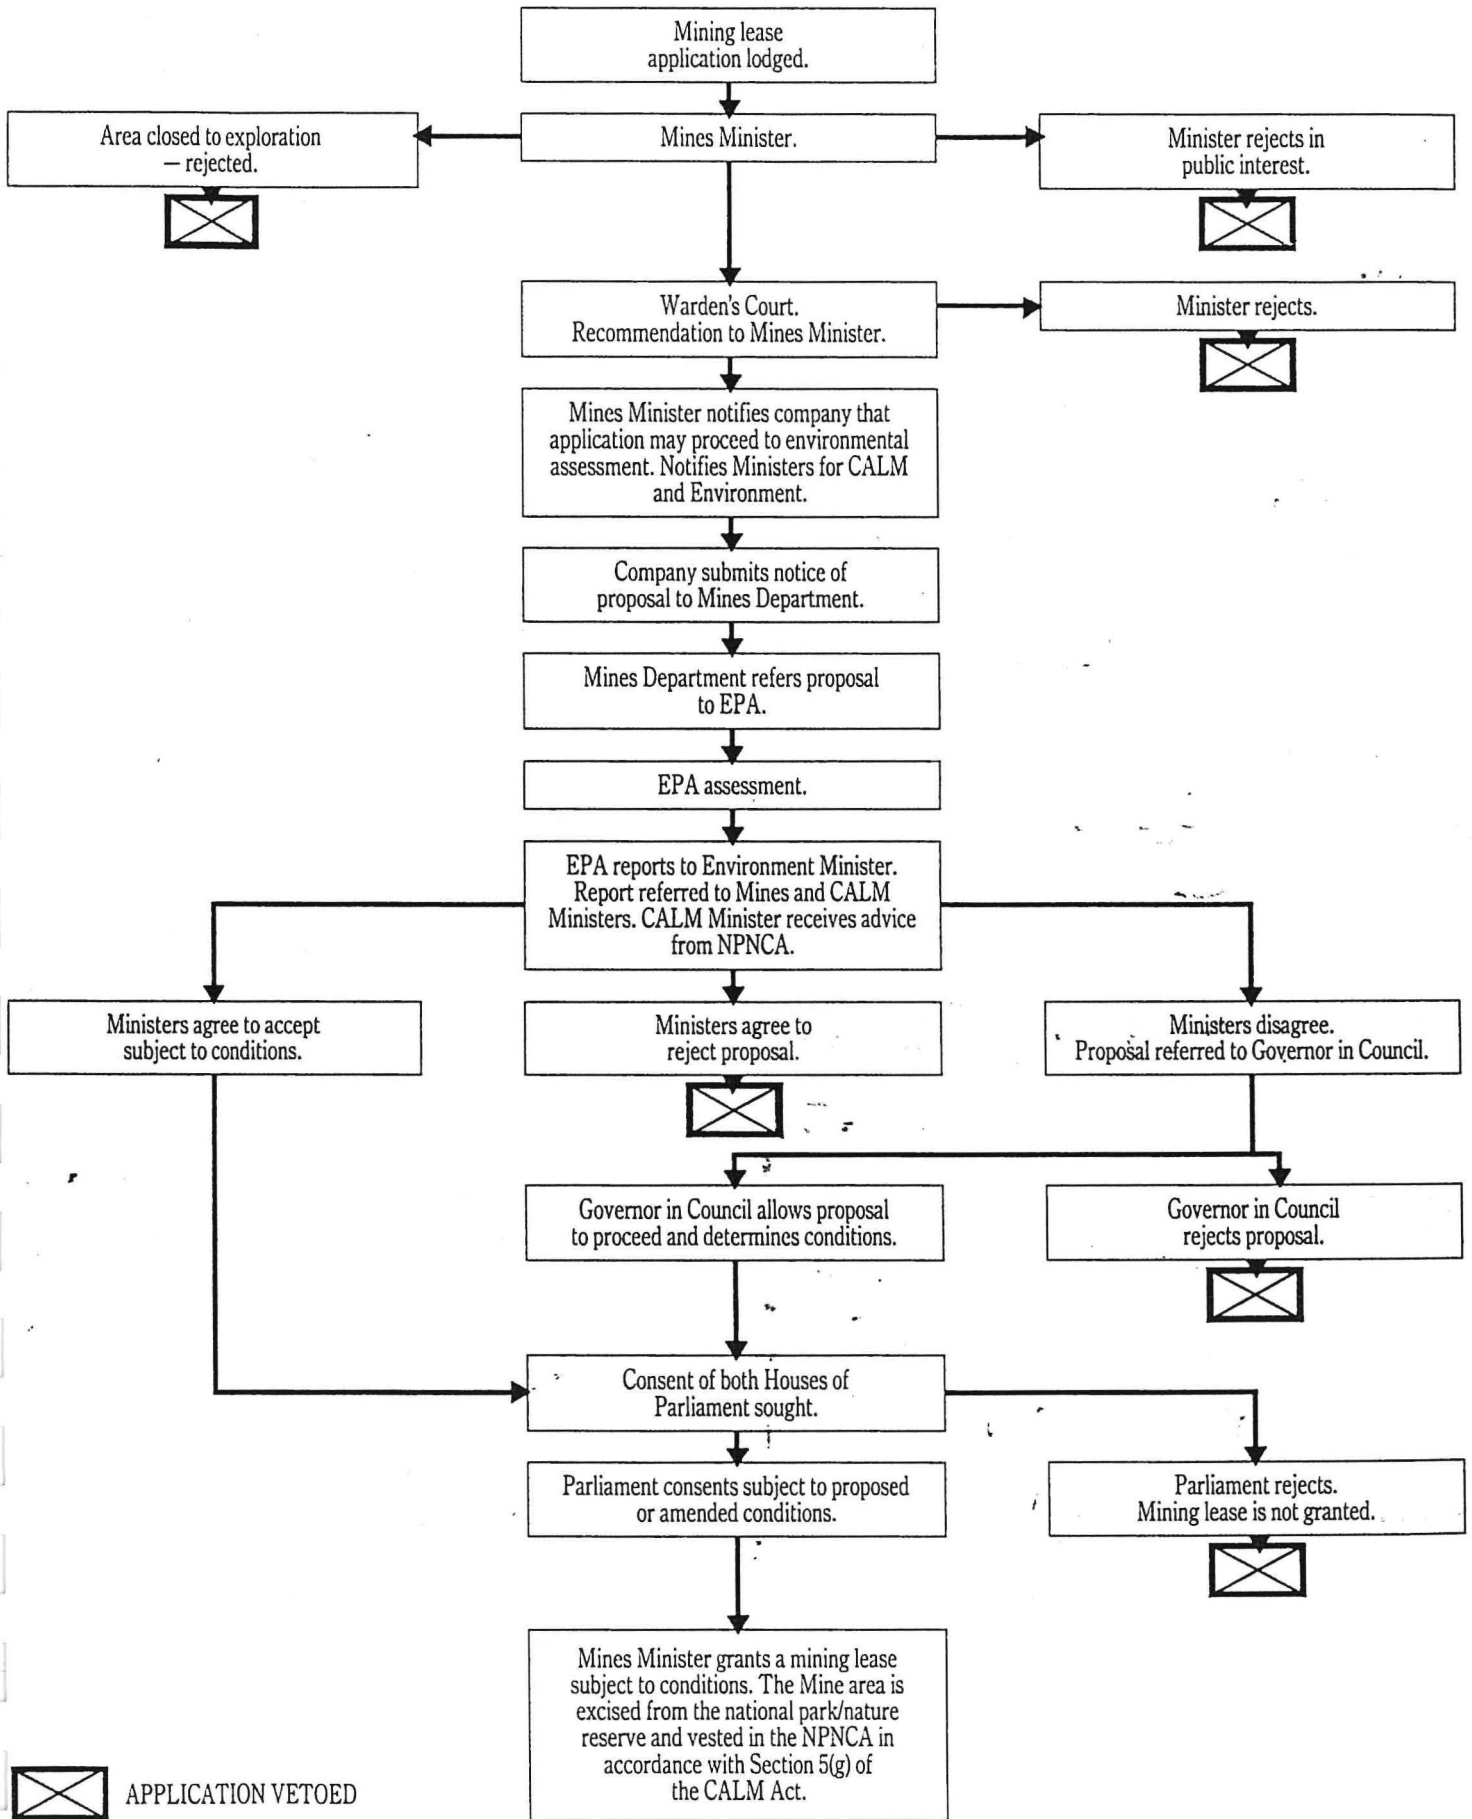 Mining lease
application lodged.
Area closed to exploration
— rejected.
Mines Minister.
Minister rejects in
public interest.
Warden's Court.
Recommendation to Mines Minister.
Minister rejects.
Mines Minister notifies company that
application may proceed to environmental
assessment. Notifies Ministers for CALM
and Environment.
Company submits notice of
proposal to Mines Department.
Mines Department refers proposal
to EPA.
EPA assessment.
EPA reports to Environment Minister.
Report referred to Mines and CALM
Ministers. CALM Minister receives advice
from NPNCA.
Ministers agree to accept
subject to conditions.
Ministers agree to
reject proposal.
Ministers disagree.
Proposal referred to Governor in Council.
Governor in Council allows proposal
to proceed and determines conditions.
Governor in Council
rejects proposal.
Consent of both Houses of
Parliament sought.
Parliament consents subject to proposed
or amended conditions.
Parliament rejects.
Mining lease is not granted.
Mines Minister grants a mining lease
subject to conditions. The Mine area is
excised from the national park/nature
reserve and vested in the NPNCA in
accordance with Section 5(g) of
the CALM Act.
APPLICATION VETOED